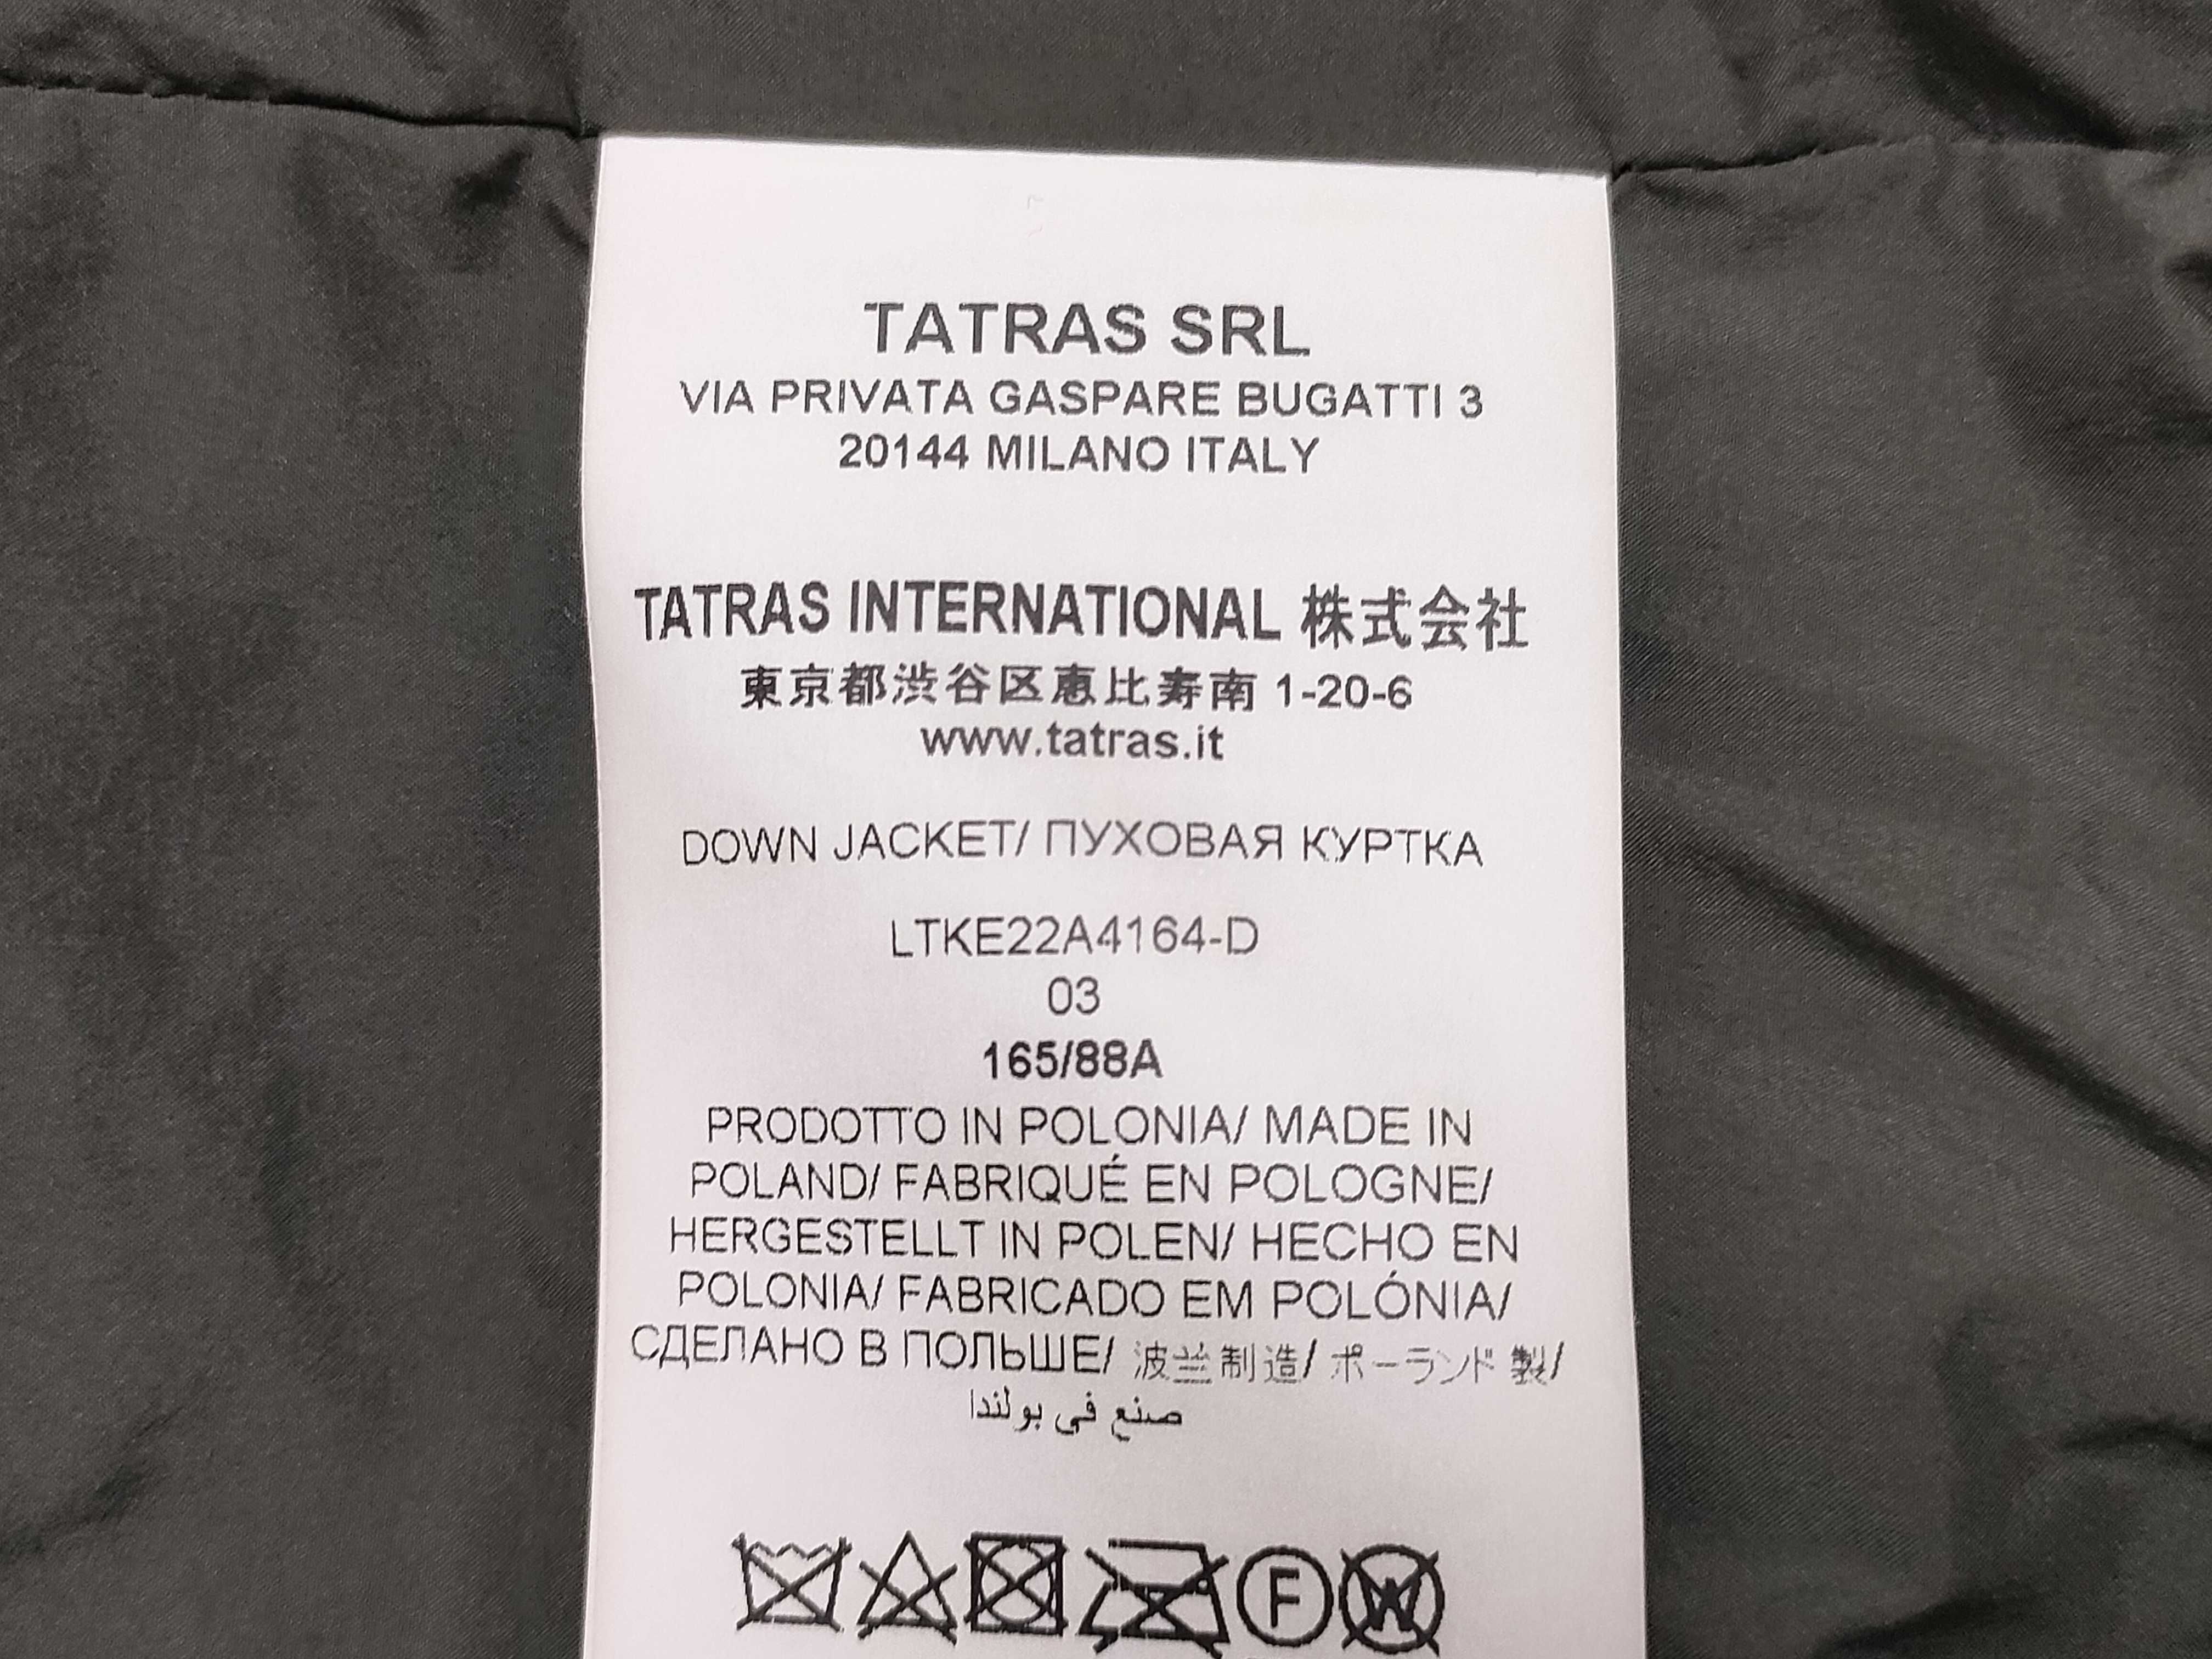 TATRAS SRL
VIA PRIVATA GASPARE BUGATTI 3
20144 MILANO ITALY
TATRAS INTERNATIONAL 株式会社
東京都渋谷区恵比寿南 1-20-6
www.tatras.it
DOWN JACKET/ ПУХОВАЯ КУРТКА
LTKE22A4164-D
03
165/88A
PRODOTTO IN POLONIA/ MADE IN
POLAND/ FABRIQUÉ EN POLOGNE/
HERGESTELLT IN POLEN/ HECHO EN
POLONIA/ FABRICADO EM POLÓNIA/
СДЕЛАНО В ПОЛЬШЕ/ 波兰制造/ ポーランド 製/
صنع في بولندا
F W